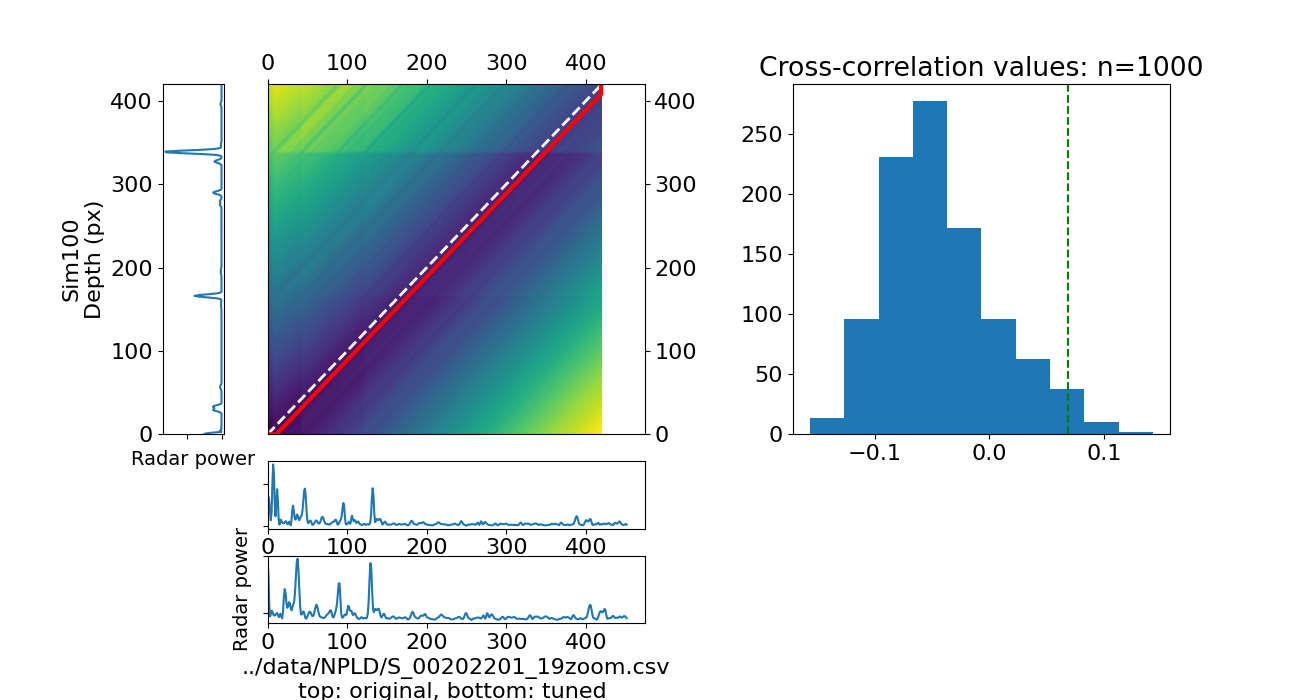 Cross-correlation values: n=1000
0 100 200 300 400
400
300
200
100
0
Sim100
Depth (px)
Radar power
400
300
200
100
0
250
200
150
100
50
0
−0.1 0.0 0.1
0 100 200 300 400
Radar power
0 100 200 300 400
../data/NPLD/S_00202201_19zoom.csv
top: original, bottom: tuned